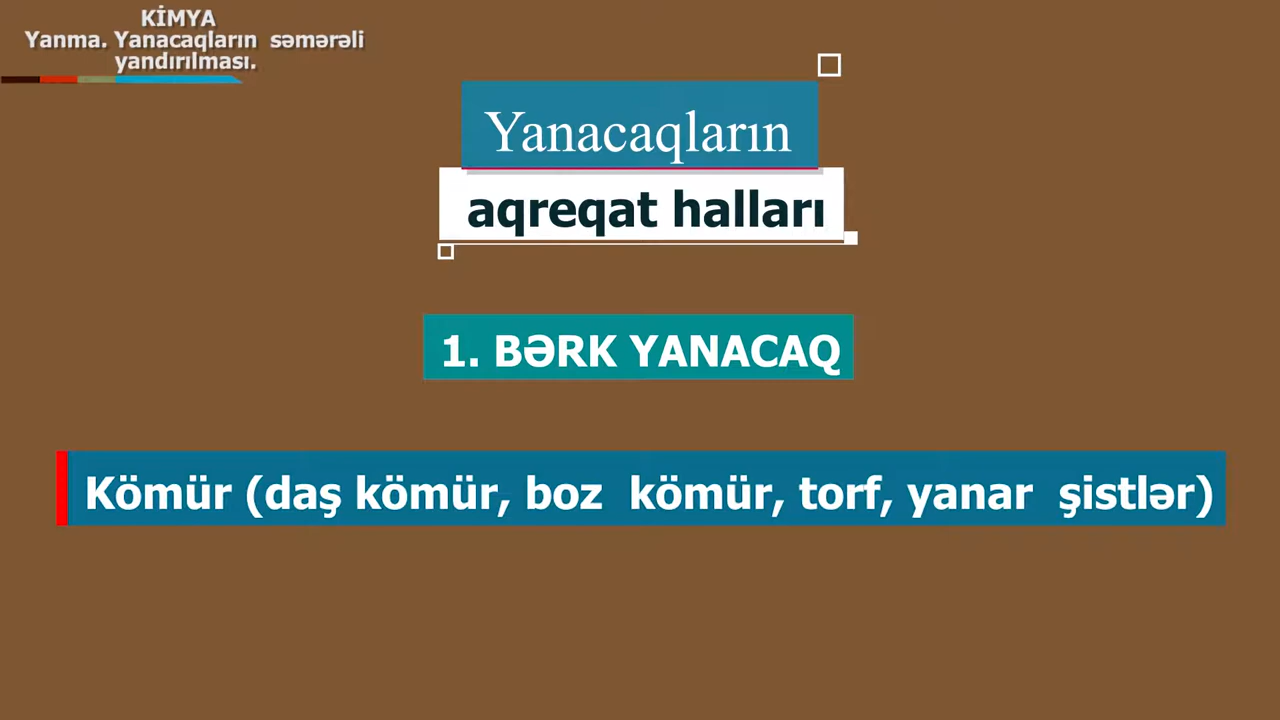 KİMYA
Yanma. Yanacaqların səmərəli
yandırılması.
Yanacaqların
aqreqat halları
1. BƏRK YANACAQ
Kömür (daş kömür, boz kömür, torf, yanar şistlər)